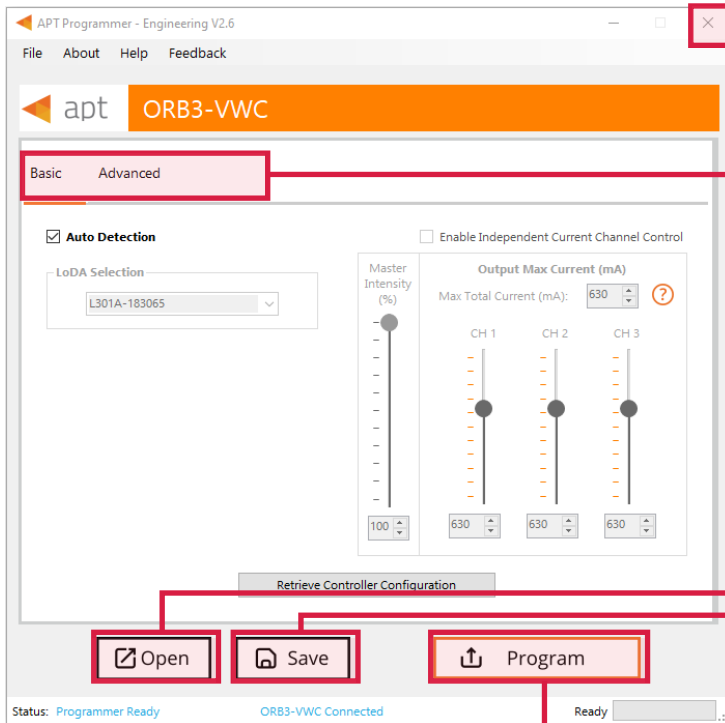 APT Programmer - Engineering V2.6
File About Help Feedback
apt ORB3-VWC
Basic Advanced
Auto Detection
Enable Independent Current Channel Control
LoDA Selection
L301A-183065
Master Intensity (%)
Output Max Current (mA)
Max Total Current (mA): 630 ?
CH 1 CH 2 CH 3
100 630 630 630
Retrieve Controller Configuration
Open Save Program
Status: Programmer Ready ORB3-VWC Connected Ready